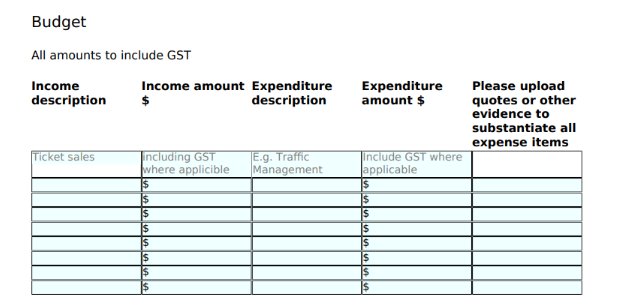 Budget
All amounts to include GST
Income description
Income amount $
Expenditure description
Expenditure amount $
Please upload quotes or other evidence to substantiate all expense items
Ticket sales
including GST where applicible
E.g. Traffic Management
Include GST where applicable
$ $
$ $
$ $
$ $
$ $
$ $
$ $
$ $